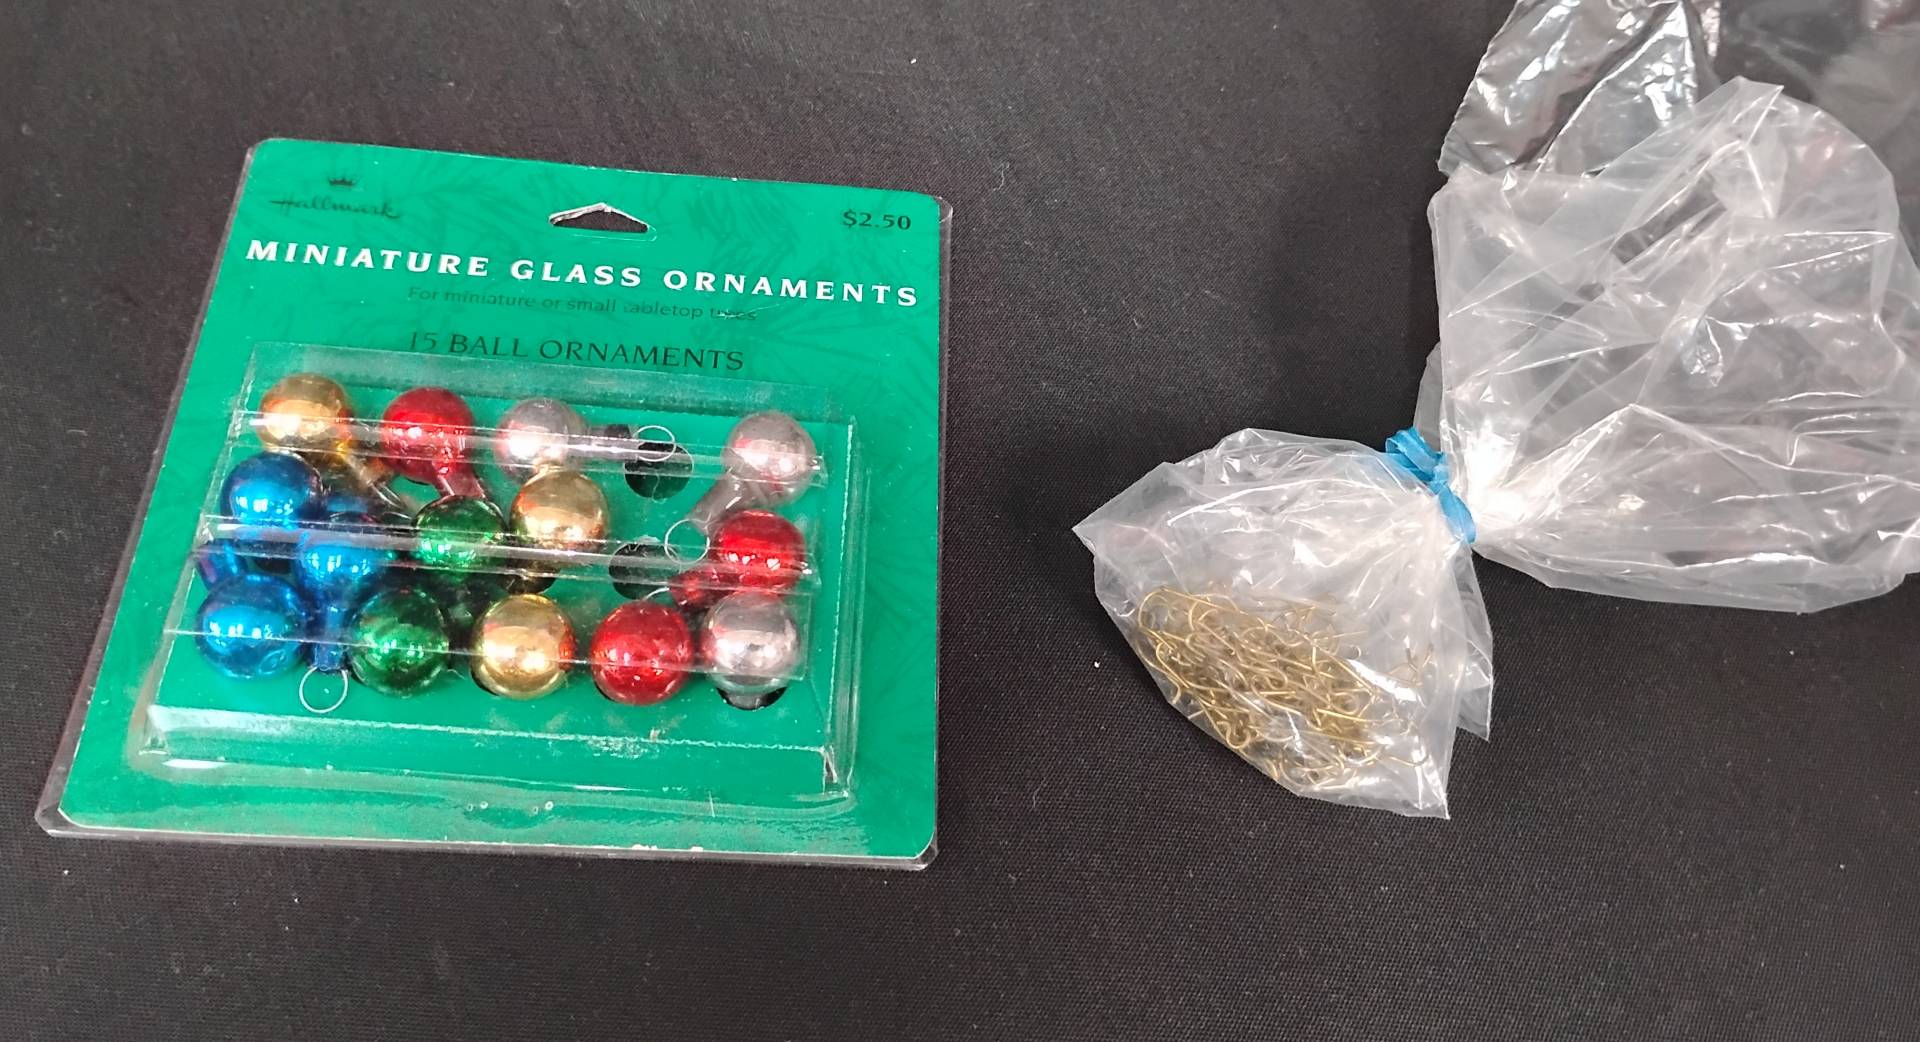 Hallmark
$2.50
MINIATURE GLASS ORNAMENTS
For miniature or small tabletop trees
15 BALL ORNAMENTS